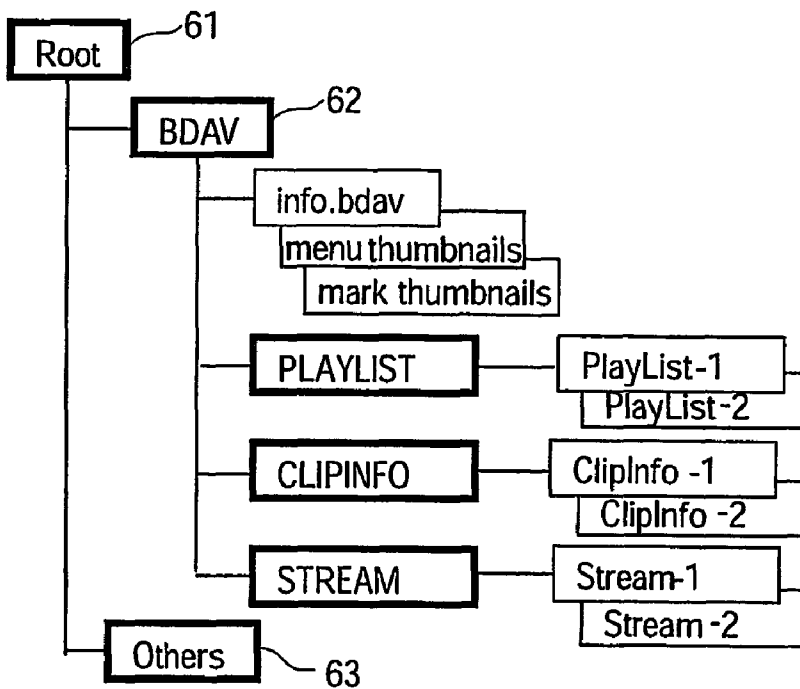 61
Root
62
BDAV
info.bdav
menu thumbnails
mark thumbnails
PLAYLIST
PlayList-1
PlayList-2
CLIPINFO
ClipInfo -1
ClipInfo -2
STREAM
Stream-1
Stream-2
Others
63